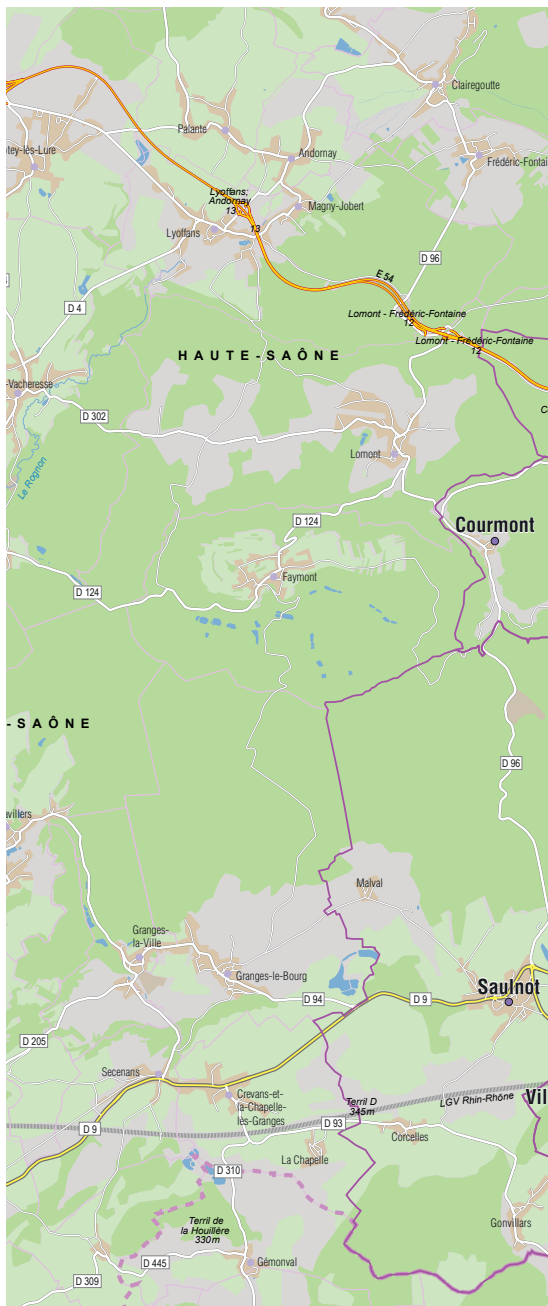 Clairegoutte
Palante
Andornay
tey-lès-Lure
Frédéric-Fontai
Lyoffans;
Andornay
13
Magny-Jobert
Lyoffans
13
D 96
E 54
D 4
Lomont - Frédéric-Fontaine
12
Lomont - Frédéric-Fontaine
12
HAUTE-SAÔNE
-Vacheresse
C
D 302
Lomont
Le Rognon
D 124
Courmont
Faymont
D 124
-SAÔNE
D 96
avillers
Malval
Granges-
la-Ville
Granges-le-Bourg
D 94
D 9
Saulnot
D 205
Secenans
Crevans-et-
la-Chapelle-
lès-Granges
Terril D
345m
LGV Rhin-Rhône
Vil
D 9
D 93
Corcelles
La Chapelle
D 310
Terril de
la Houillère
330m
Gonvillars
D 445
Gémonval
D 309